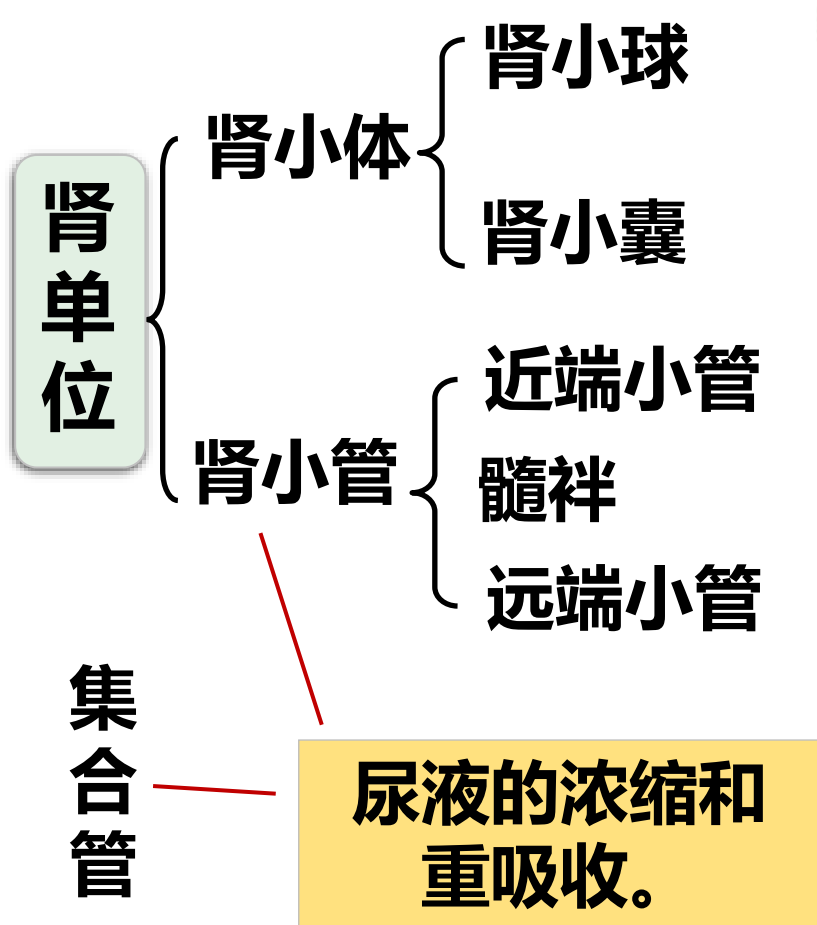 肾单位
肾小体
肾小球
肾小囊
肾小管
近端小管
髓袢
远端小管
集合管
尿液的浓缩和
重吸收。